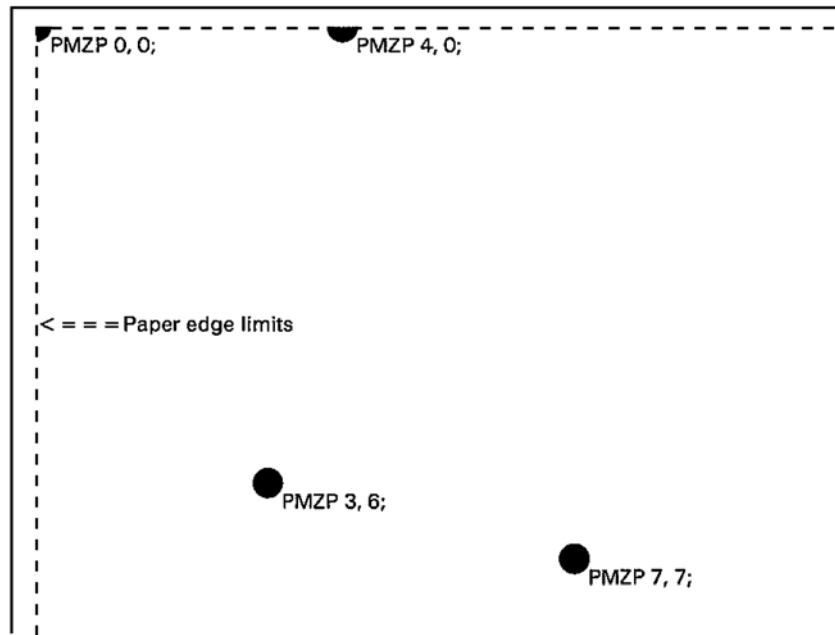 PMZP 0, 0;
PMZP 4, 0;
< = = = Paper edge limits
PMZP 3, 6;
PMZP 7, 7;